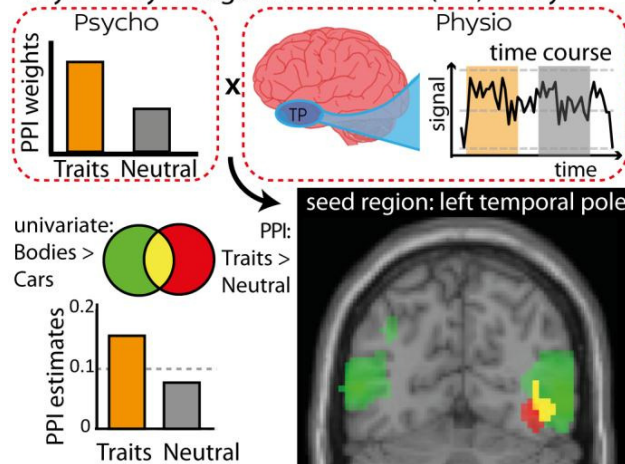 Psycho
Physio
PPI weights
Traits Neutral
x
TP
time course
signal
time
univariate:
Bodies >
Cars
PPI:
Traits >
Neutral
seed region: left temporal pole
PPI estimates
0.2
0.1
0
Traits Neutral